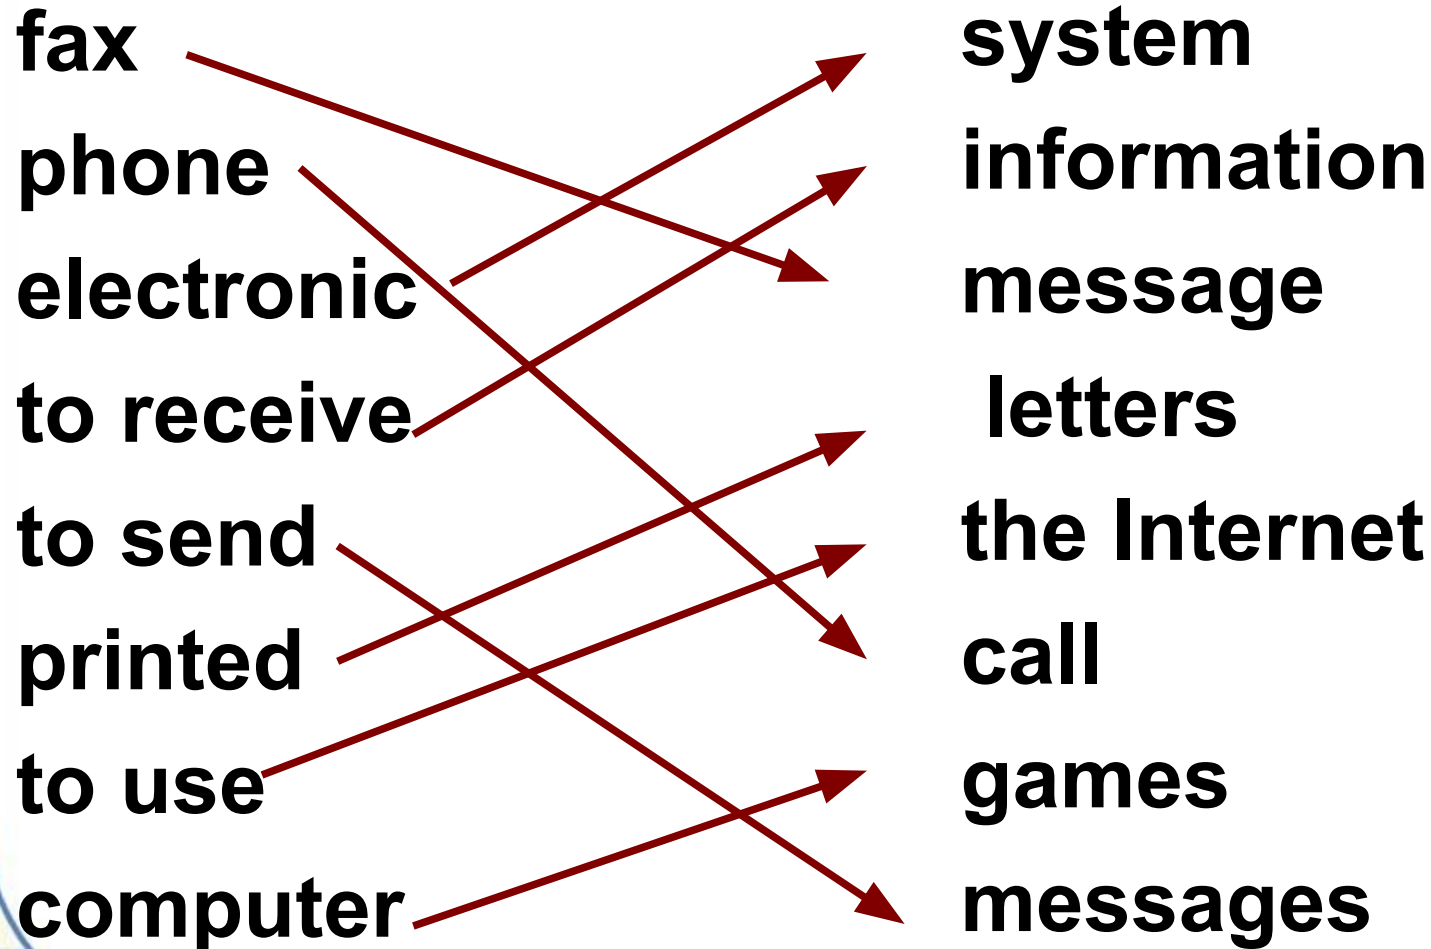 fax
phone
electronic
to receive
to send
printed
to use
computer
system
information
message
letters
the Internet
call
games
messages